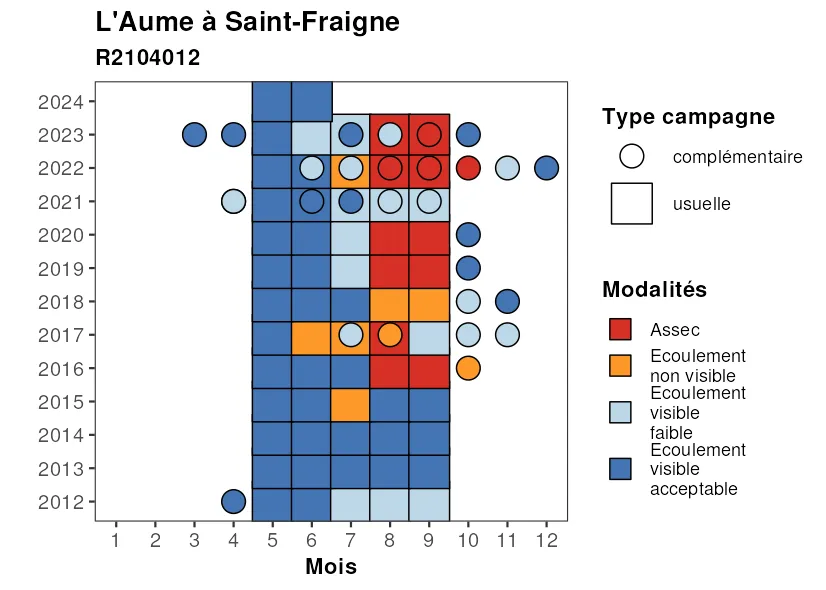 L'Aume à Saint-Fraigne
R2104012
2024
2023
2022
2021
2020
2019
2018
2017
2016
2015
2014
2013
2012
1 2 3 4 5 6 7 8 9 10 11 12
Mois
Type campagne
complémentaire
usuelle
Modalités
Assec
Ecoulement
non visible
Ecoulement
visible
faible
Ecoulement
visible
acceptable